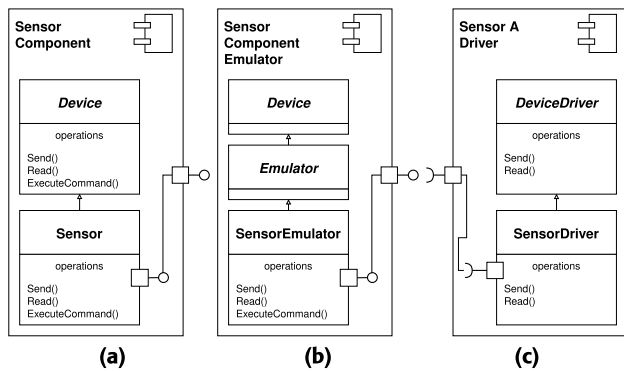 Sensor
Component
Device
operations
Send()
Read()
ExecuteCommand()
Sensor
operations
Send()
Read()
ExecuteCommand()
(a)
Sensor
Component
Emulator
Device
Emulator
SensorEmulator
operations
Send()
Read()
ExecuteCommand()
(b)
Sensor A
Driver
DeviceDriver
operations
Send()
Read()
SensorDriver
operations
Send()
Read()
(c)